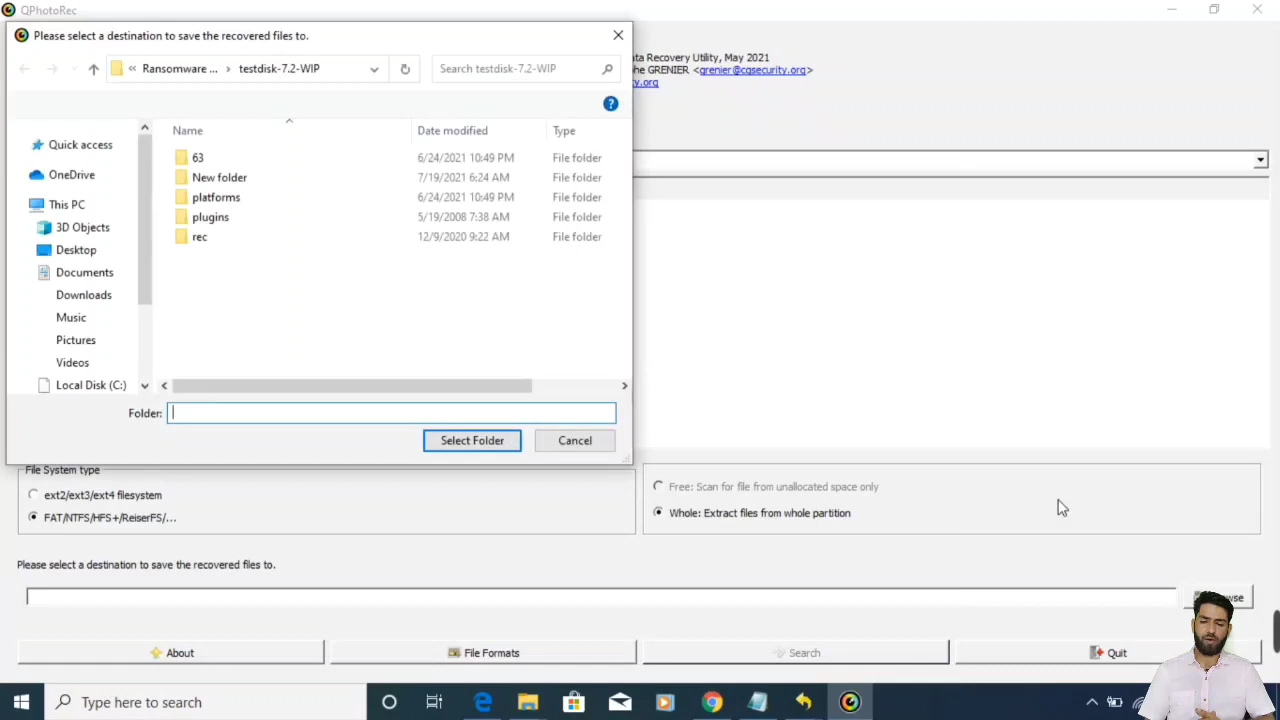 QPhotoRec
Please select a destination to save the recovered files to.
« Ransomware ... › testdisk-7.2-WIP
Search testdisk-7.2-WIP
ata Recovery Utility, May 2021
he GRENIER <grenier@cgsecurity.org>
ty.org
?
Name Date modified Type
Quick access
OneDrive
This PC
3D Objects
Desktop
Documents
Downloads
Music
Pictures
Videos
Local Disk (C:)
63 6/24/2021 10:49 PM File folder
New folder 7/19/2021 6:24 AM File folder
platforms 6/24/2021 10:49 PM File folder
plugins 5/19/2008 7:38 AM File folder
rec 12/9/2020 9:22 AM File folder
Folder:
Select Folder Cancel
File System type
ext2/ext3/ext4 filesystem
FAT/NTFS/HFS+/ReiserFS/...
Free: Scan for file from unallocated space only
Whole: Extract files from whole partition
Please select a destination to save the recovered files to.
About File Formats Search Quit
Type here to search